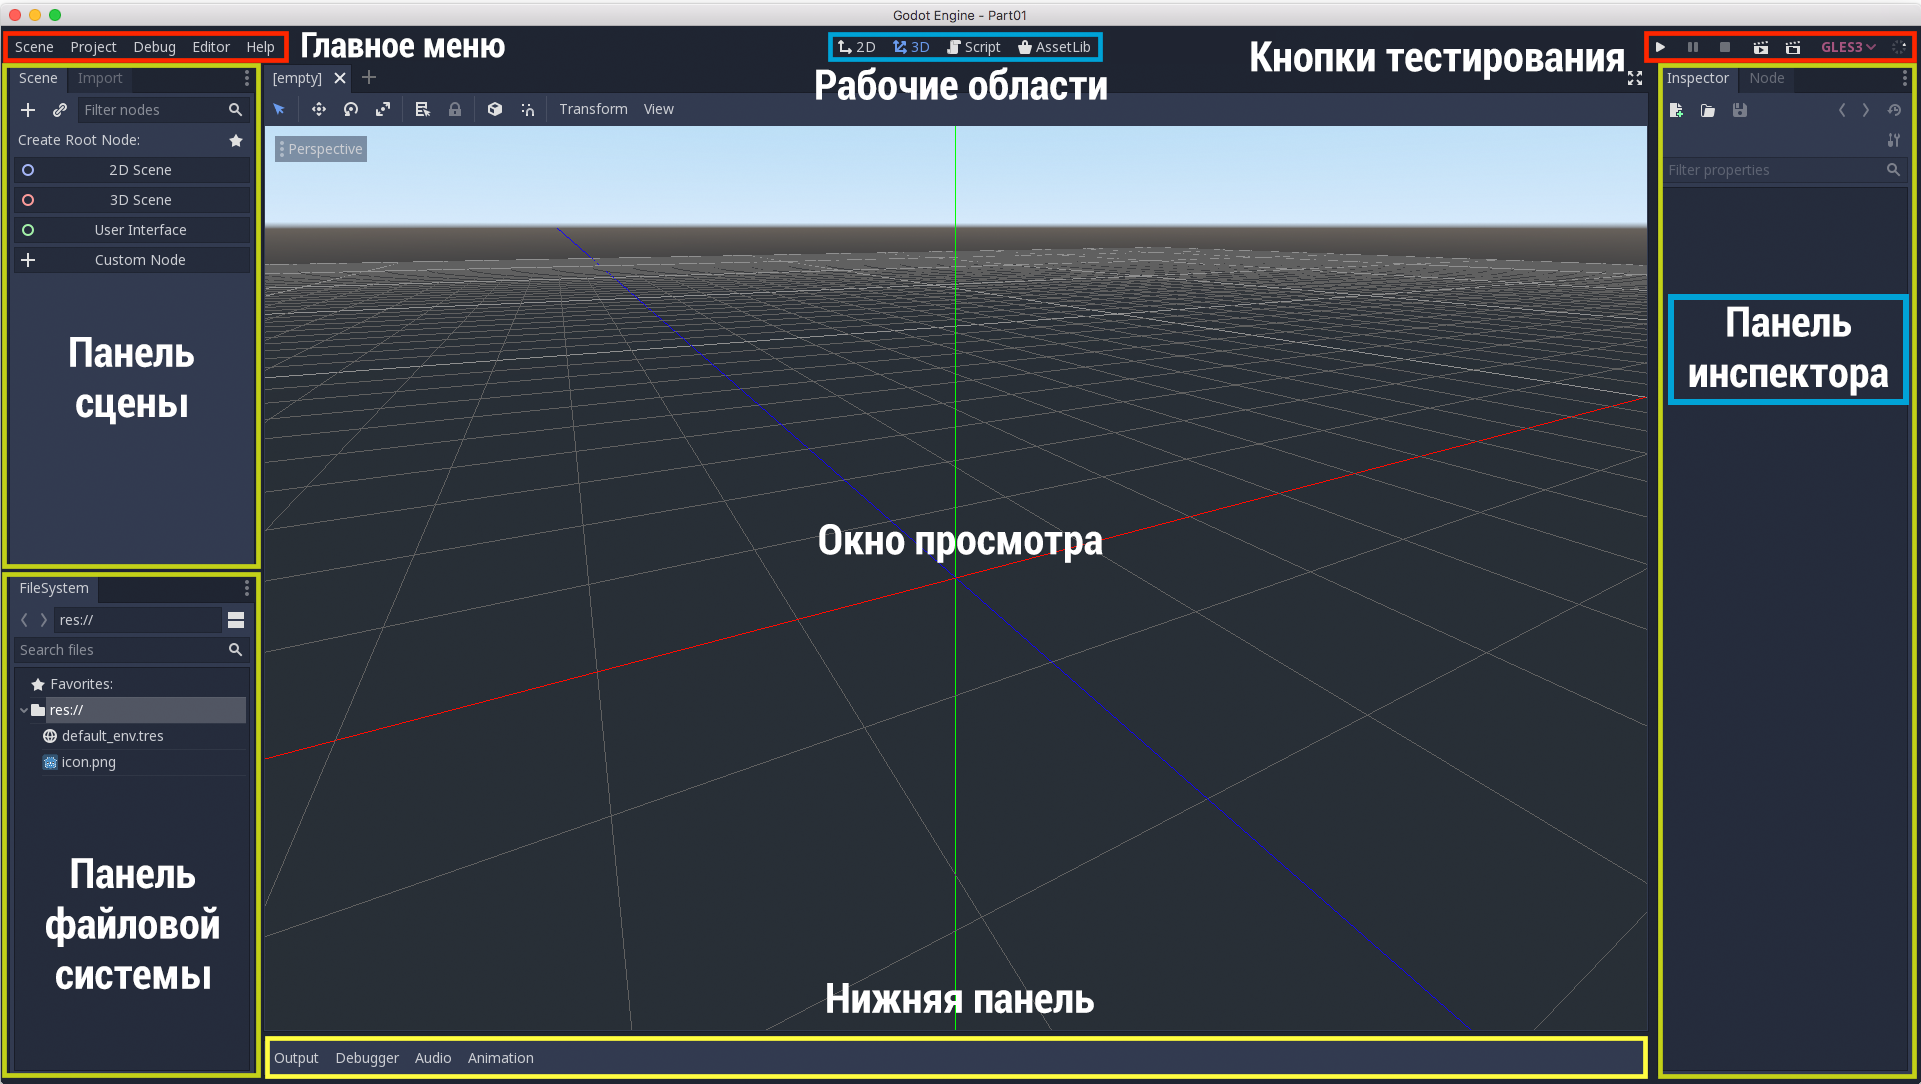 Godot Engine - Part01
Scene Project Debug Editor Help
Главное меню
2D 3D Script AssetLib
Рабочие области
Кнопки тестирования
GLES3
Scene Import
Filter nodes
Create Root Node:
2D Scene
3D Scene
User Interface
Custom Node
Панель
сцены
[empty]
Transform View
Perspective
Окно просмотра
Inspector Node
Filter properties
Панель
инспектора
FileSystem
res://
Search files
Favorites:
res://
default_env.tres
icon.png
Панель
файловой
системы
Нижняя панель
Output Debugger Audio Animation